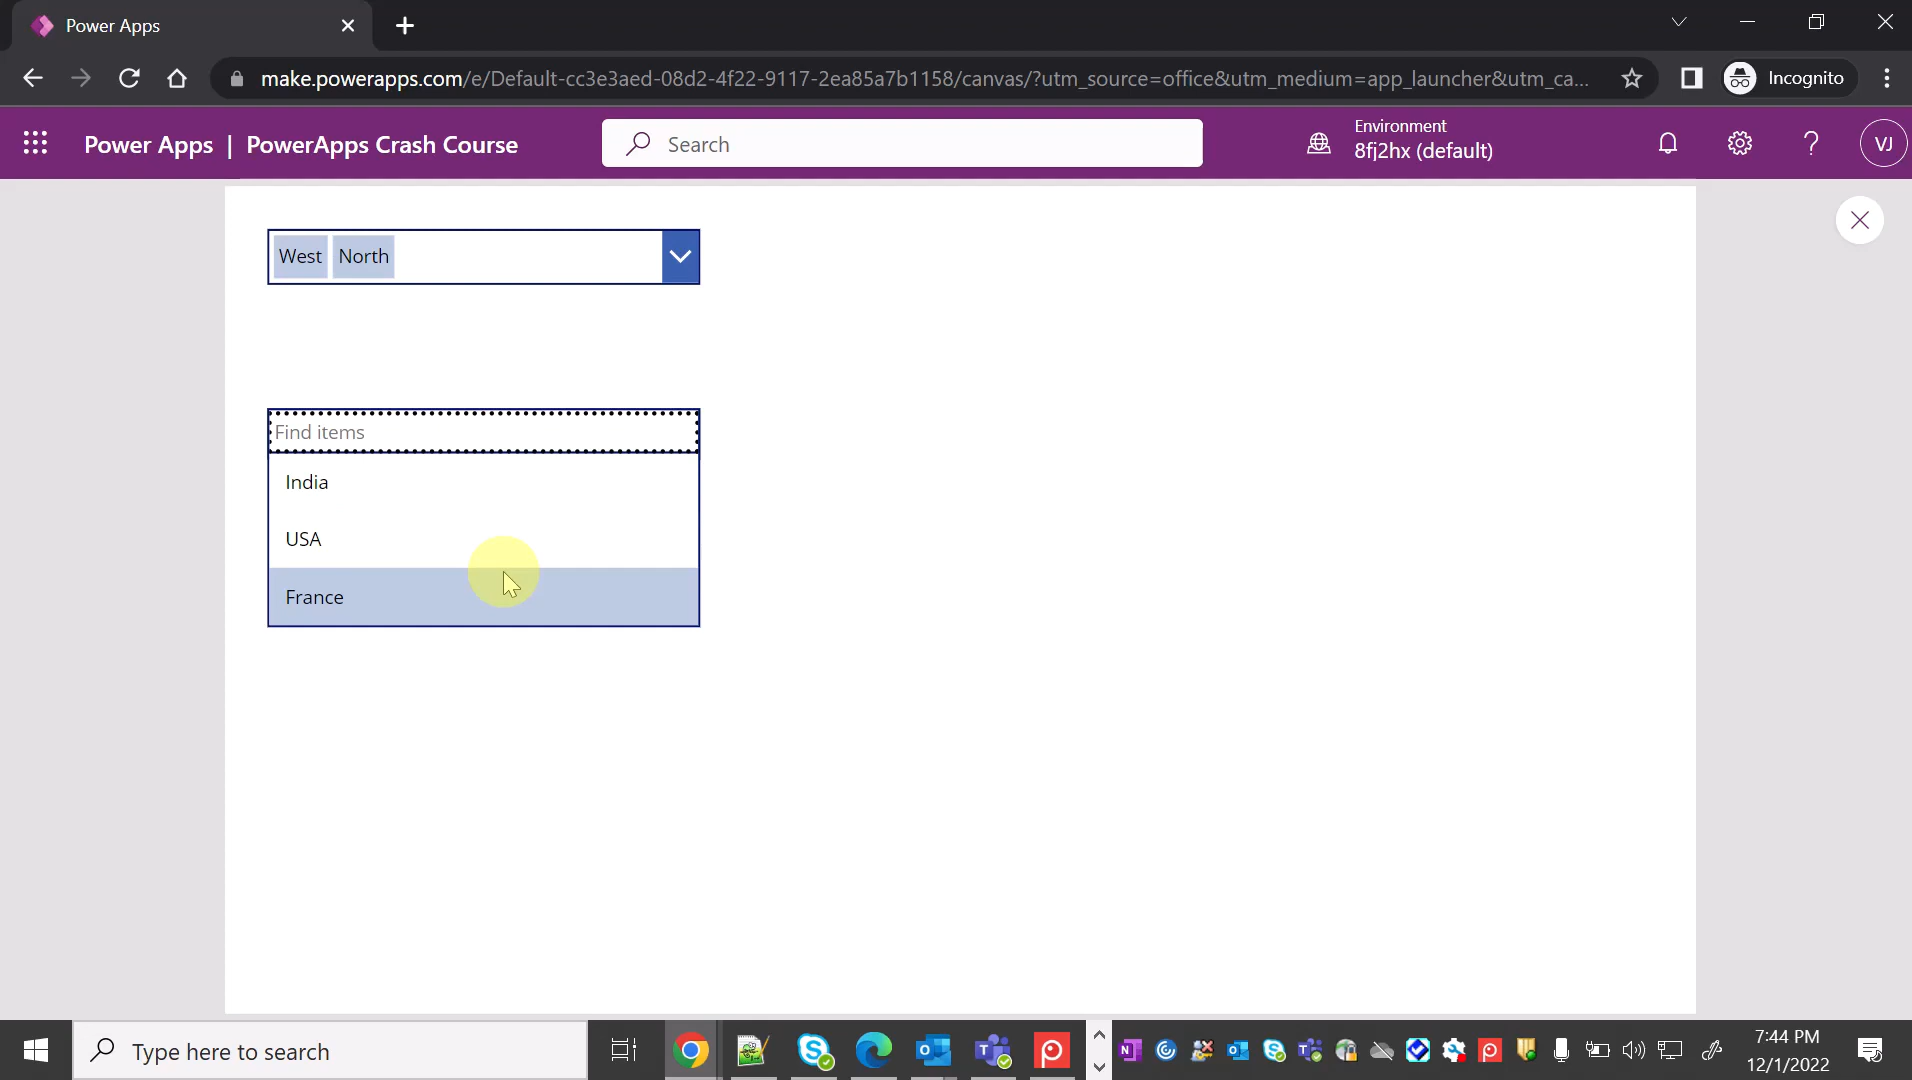 Power Apps
make.powerapps.com/e/Default-cc3e3aed-08d2-4f22-9117-2ea85a7b1158/canvas/?utm_source=office&utm_medium=app_launcher&utm_ca...
Incognito
Power Apps | PowerApps Crash Course
Search
Environment
8fj2hx (default)
VJ
West North
Find items
India
USA
France
Type here to search
7:44 PM
12/1/2022